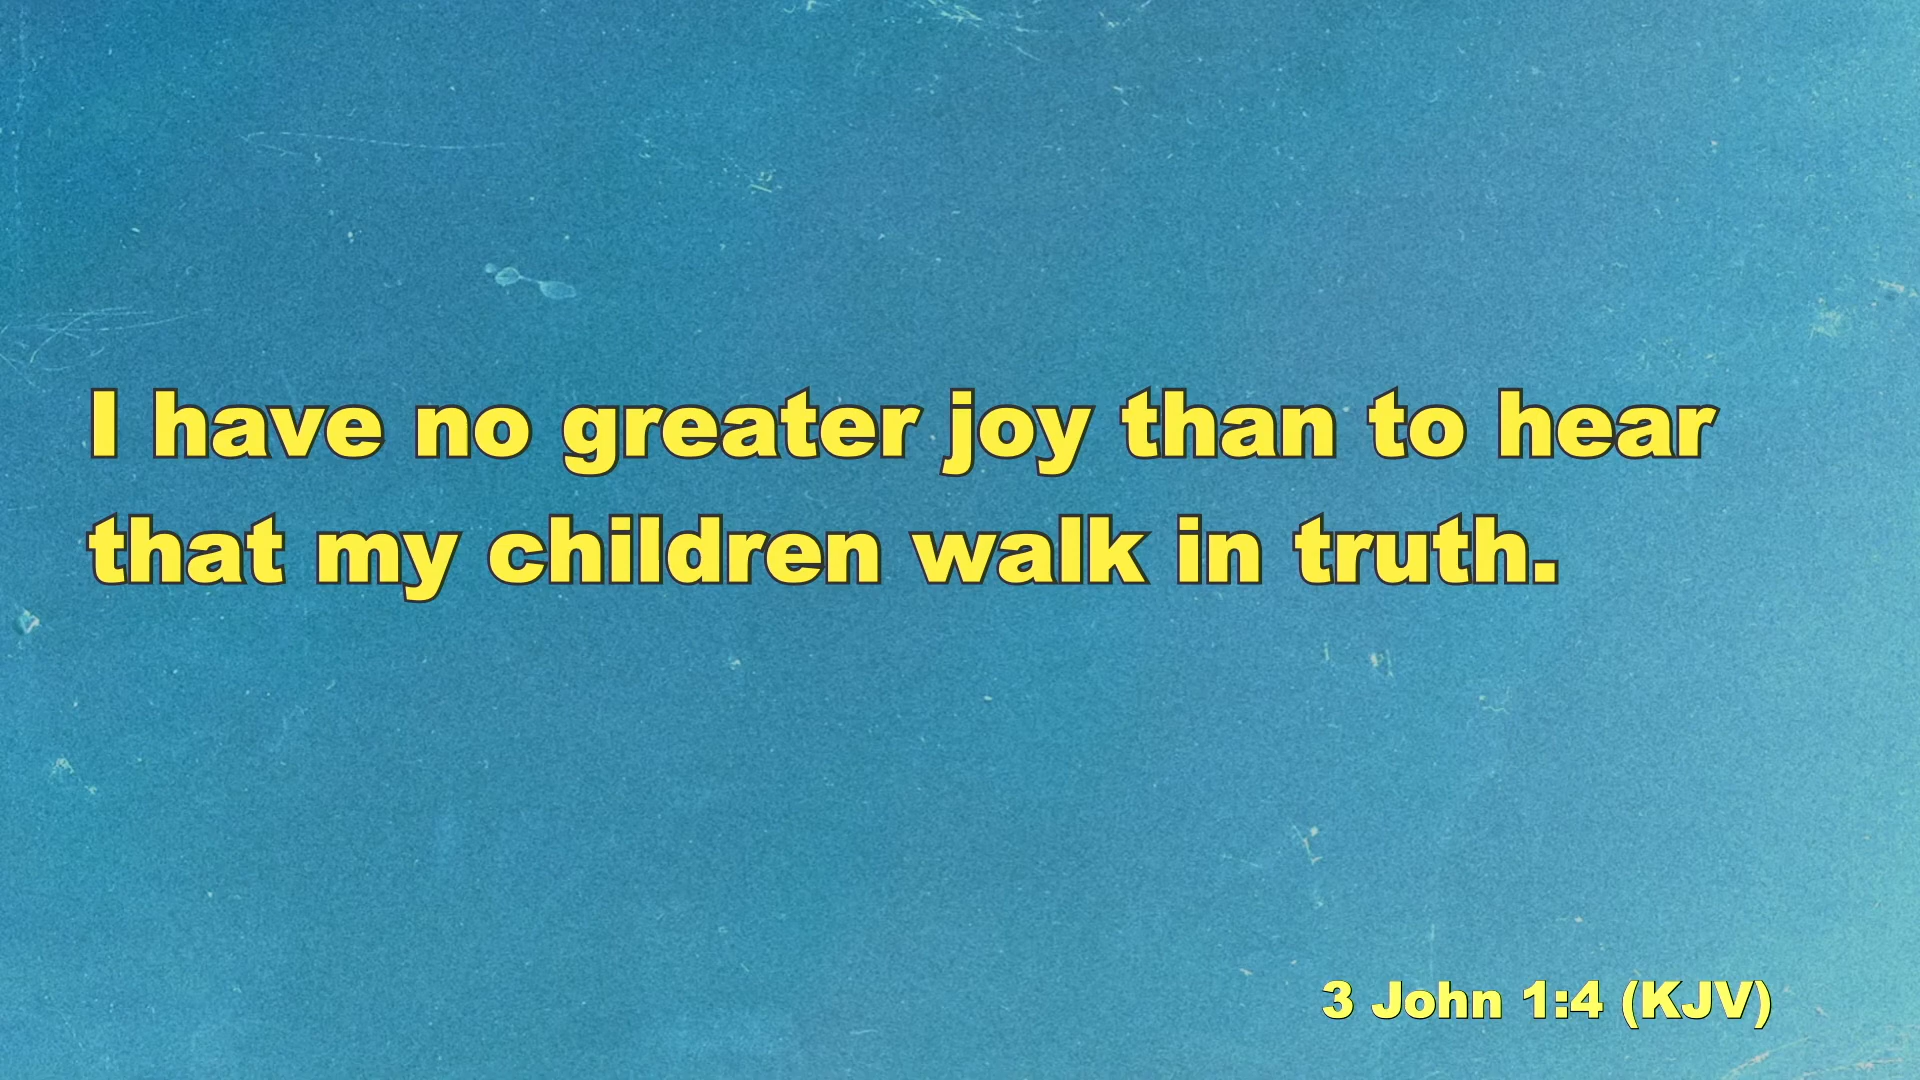 I have no greater joy than to hear
that my children walk in truth.
3 John 1:4 (KJV)